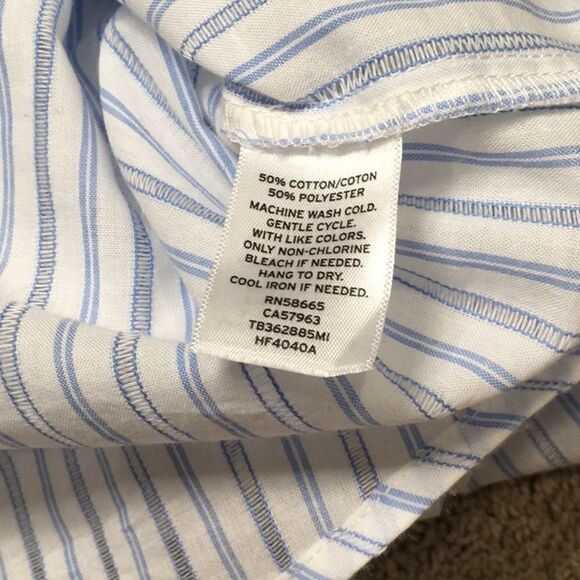 50% COTTON/COTON
50% POLYESTER
MACHINE WASH COLD.
GENTLE CYCLE.
WITH LIKE COLORS.
ONLY NON-CHLORINE
BLEACH IF NEEDED.
HANG TO DRY.
COOL IRON IF NEEDED.
RN58665
CA57963
TB362885MI
HF4040A